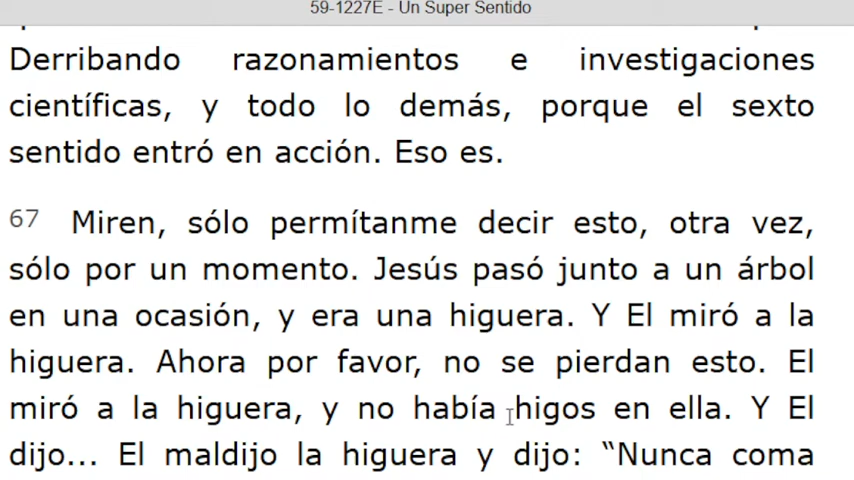 59-1227E - Un Super Sentido
Derribando razonamientos e investigaciones
científicas, y todo lo demás, porque el sexto
sentido entró en acción. Eso es.
67 Miren, sólo permítanme decir esto, otra vez,
sólo por un momento. Jesús pasó junto a un árbol
en una ocasión, y era una higuera. Y El miró a la
higuera. Ahora por favor, no se pierdan esto. El
miró a la higuera, y no había higos en ella. Y El
dijo... El maldijo la higuera y dijo: “Nunca coma